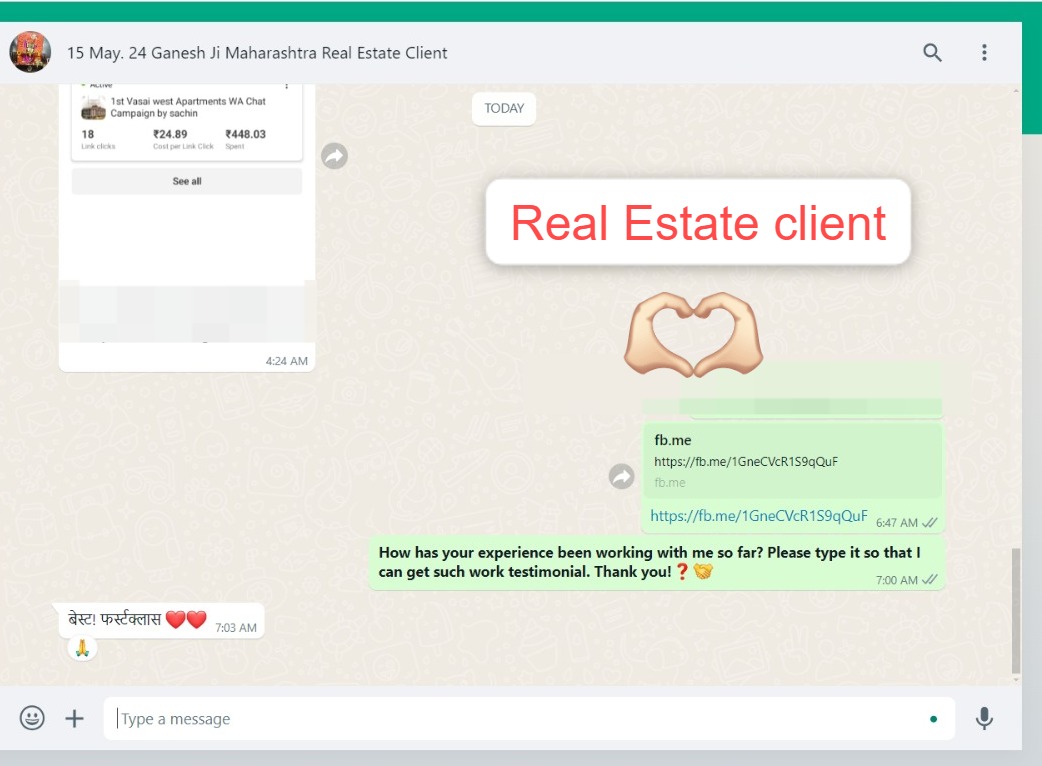 15 May. 24 Ganesh Ji Maharashtra Real Estate Client
Active
1st Vasai west Apartments WA Chat
Campaign by sachin
18 ₹24.89 ₹448.03
Link clicks Cost per Link Click Spent
See all
4:24 AM
TODAY
Real Estate client
fb.me
https://fb.me/1GneCVcR1S9qQuF
fb.me
https://fb.me/1GneCVcR1S9qQuF 6:47 AM
How has your experience been working with me so far? Please type it so that I
can get such work testimonial. Thank you!❓🤝
7:00 AM
बेस्ट! फर्स्टक्लास ❤️❤️ 7:03 AM
🙏
Type a message